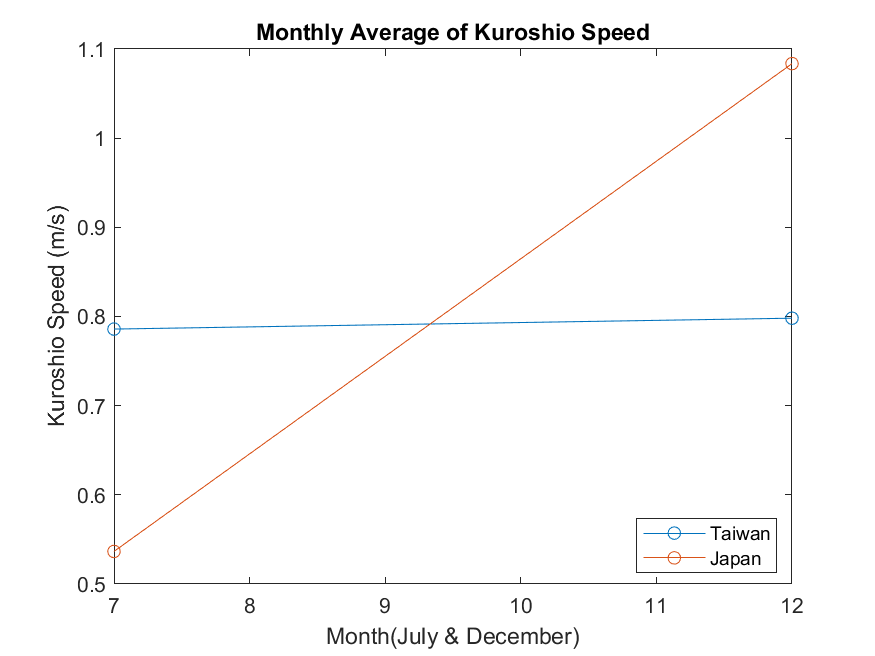 Monthly Average of Kuroshio Speed
1.1
1
0.9
0.8
0.7
0.6
0.5
Kuroshio Speed (m/s)
7 8 9 10 11 12
Month(July & December)
Taiwan
Japan